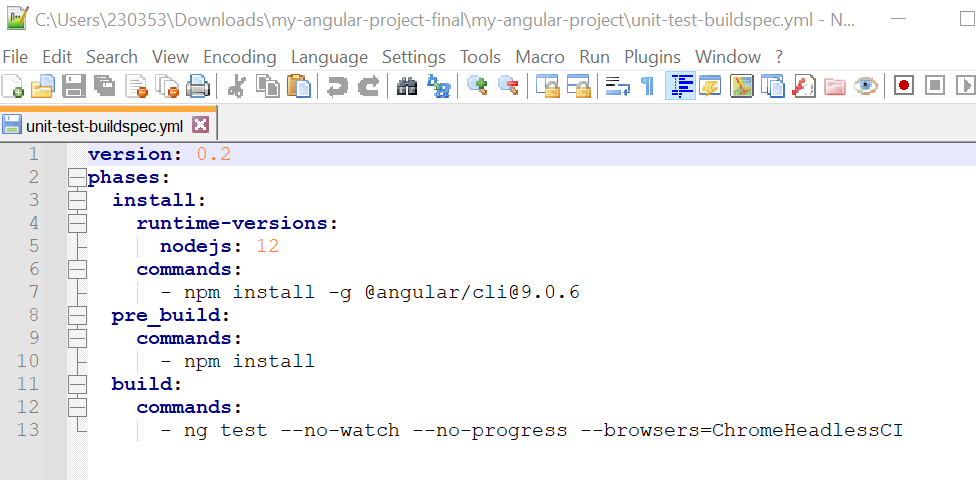 C:\Users\230353\Downloads\my-angular-project-final\my-angular-project\unit-test-buildspec.yml - N...
File Edit Search View Encoding Language Settings Tools Macro Run Plugins Window ?
unit-test-buildspec.yml
1 version: 0.2
2 phases:
3   install:
4     runtime-versions:
5       nodejs: 12
6     commands:
7       - npm install -g @angular/cli@9.0.6
8   pre_build:
9     commands:
10       - npm install
11   build:
12     commands:
13       - ng test --no-watch --no-progress --browsers=ChromeHeadlessCI